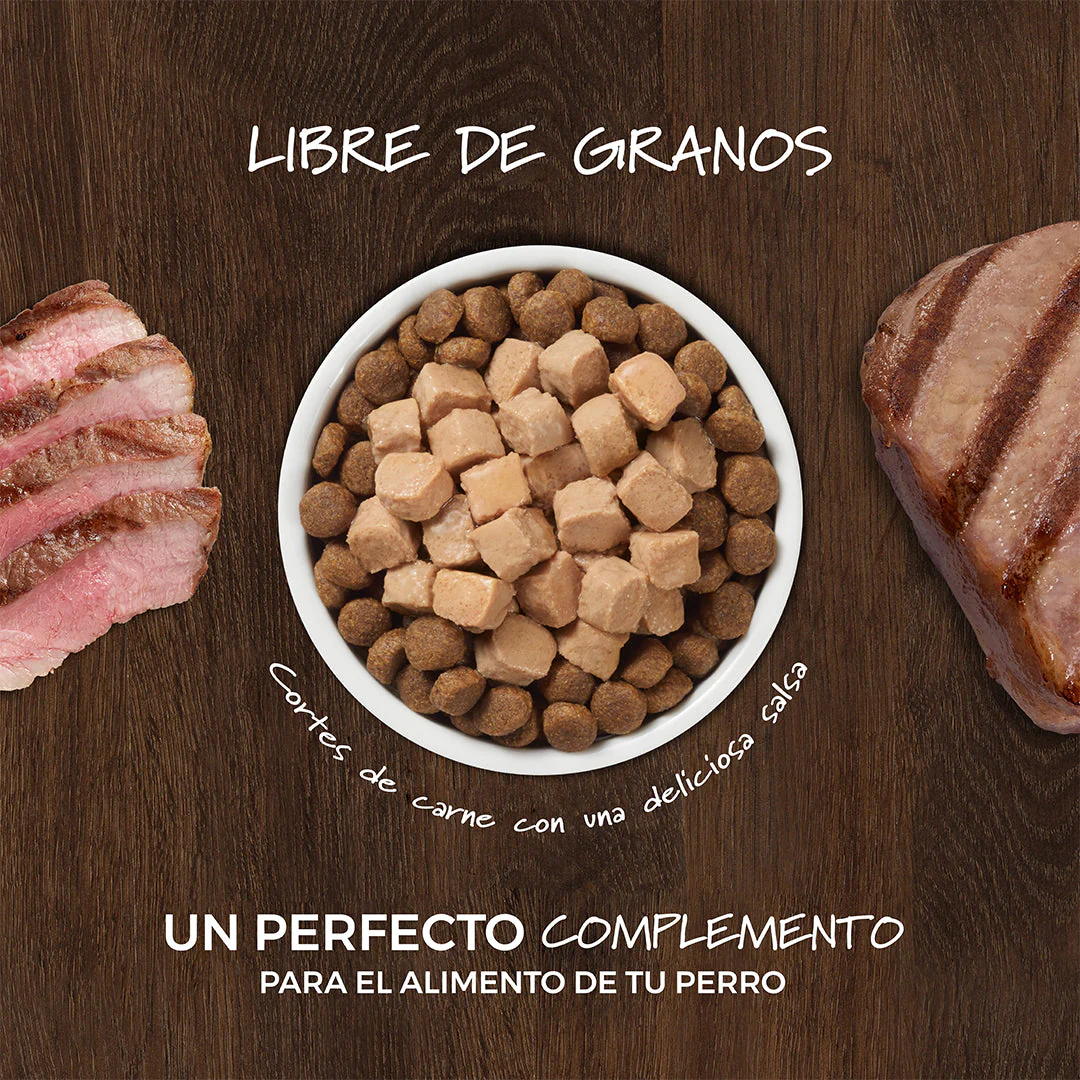 LIBRE DE GRANOS
Cortes de carne con una deliciosa salsa
UN PERFECTO COMPLEMENTO
PARA EL ALIMENTO DE TU PERRO